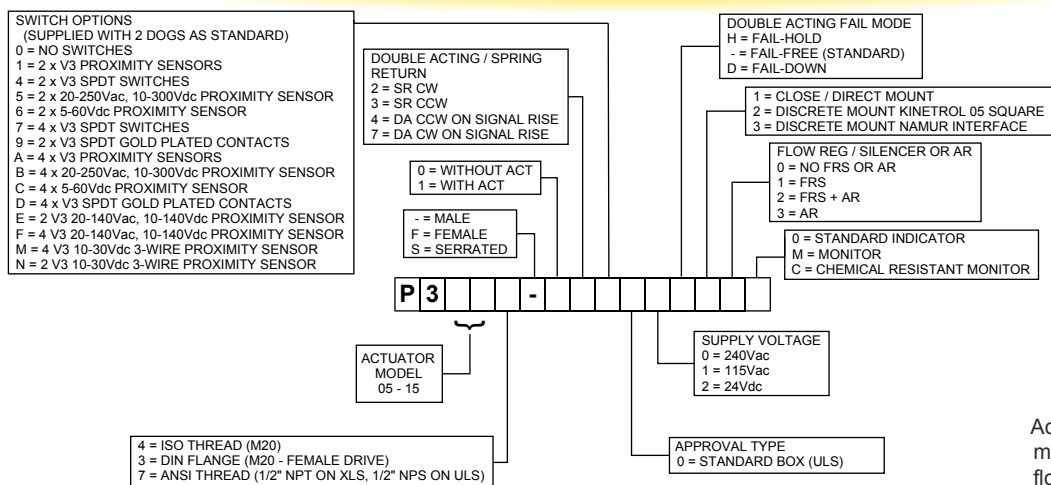 SWITCH OPTIONS
(SUPPLIED WITH 2 DOGS AS STANDARD)
0 = NO SWITCHES
1 = 2 x V3 PROXIMITY SENSORS
4 = 2 x V3 SPDT SWITCHES
5 = 2 x 20-250Vac, 10-300Vdc PROXIMITY SENSOR
6 = 2 x 5-60Vdc PROXIMITY SENSOR
7 = 4 x V3 SPDT SWITCHES
9 = 2 x V3 SPDT GOLD PLATED CONTACTS
A = 4 x V3 PROXIMITY SENSORS
B = 4 x 20-250Vac, 10-300Vdc PROXIMITY SENSOR
C = 4 x 5-60Vdc PROXIMITY SENSOR
D = 4 x V3 SPDT GOLD PLATED CONTACTS
E = 2 V3 20-140Vac, 10-140Vdc PROXIMITY SENSOR
F = 4 V3 20-140Vac, 10-140Vdc PROXIMITY SENSOR
M = 4 V3 10-30Vdc 3-WIRE PROXIMITY SENSOR
N = 2 V3 10-30Vdc 3-WIRE PROXIMITY SENSOR
DOUBLE ACTING / SPRING
RETURN
2 = SR CW
3 = SR CCW
4 = DA CCW ON SIGNAL RISE
7 = DA CW ON SIGNAL RISE
0 = WITHOUT ACT
1 = WITH ACT
- = MALE
F = FEMALE
S = SERRATED
DOUBLE ACTING FAIL MODE
H = FAIL-HOLD
- = FAIL-FREE (STANDARD)
D = FAIL-DOWN
1 = CLOSE / DIRECT MOUNT
2 = DISCRETE MOUNT KINETROL 05 SQUARE
3 = DISCRETE MOUNT NAMUR INTERFACE
FLOW REG / SILENCER OR AR
0 = NO FRS OR AR
1 = FRS
2 = FRS + AR
3 = AR
0 = STANDARD INDICATOR
M = MONITOR
C = CHEMICAL RESISTANT MONITOR
P 3 -
ACTUATOR
MODEL
05 - 15
SUPPLY VOLTAGE
0 = 240Vac
1 = 115Vac
2 = 24Vdc
4 = ISO THREAD (M20)
3 = DIN FLANGE (M20 - FEMALE DRIVE)
7 = ANSI THREAD (1/2" NPT ON XLS, 1/2" NPS ON ULS)
APPROVAL TYPE
0 = STANDARD BOX (ULS)